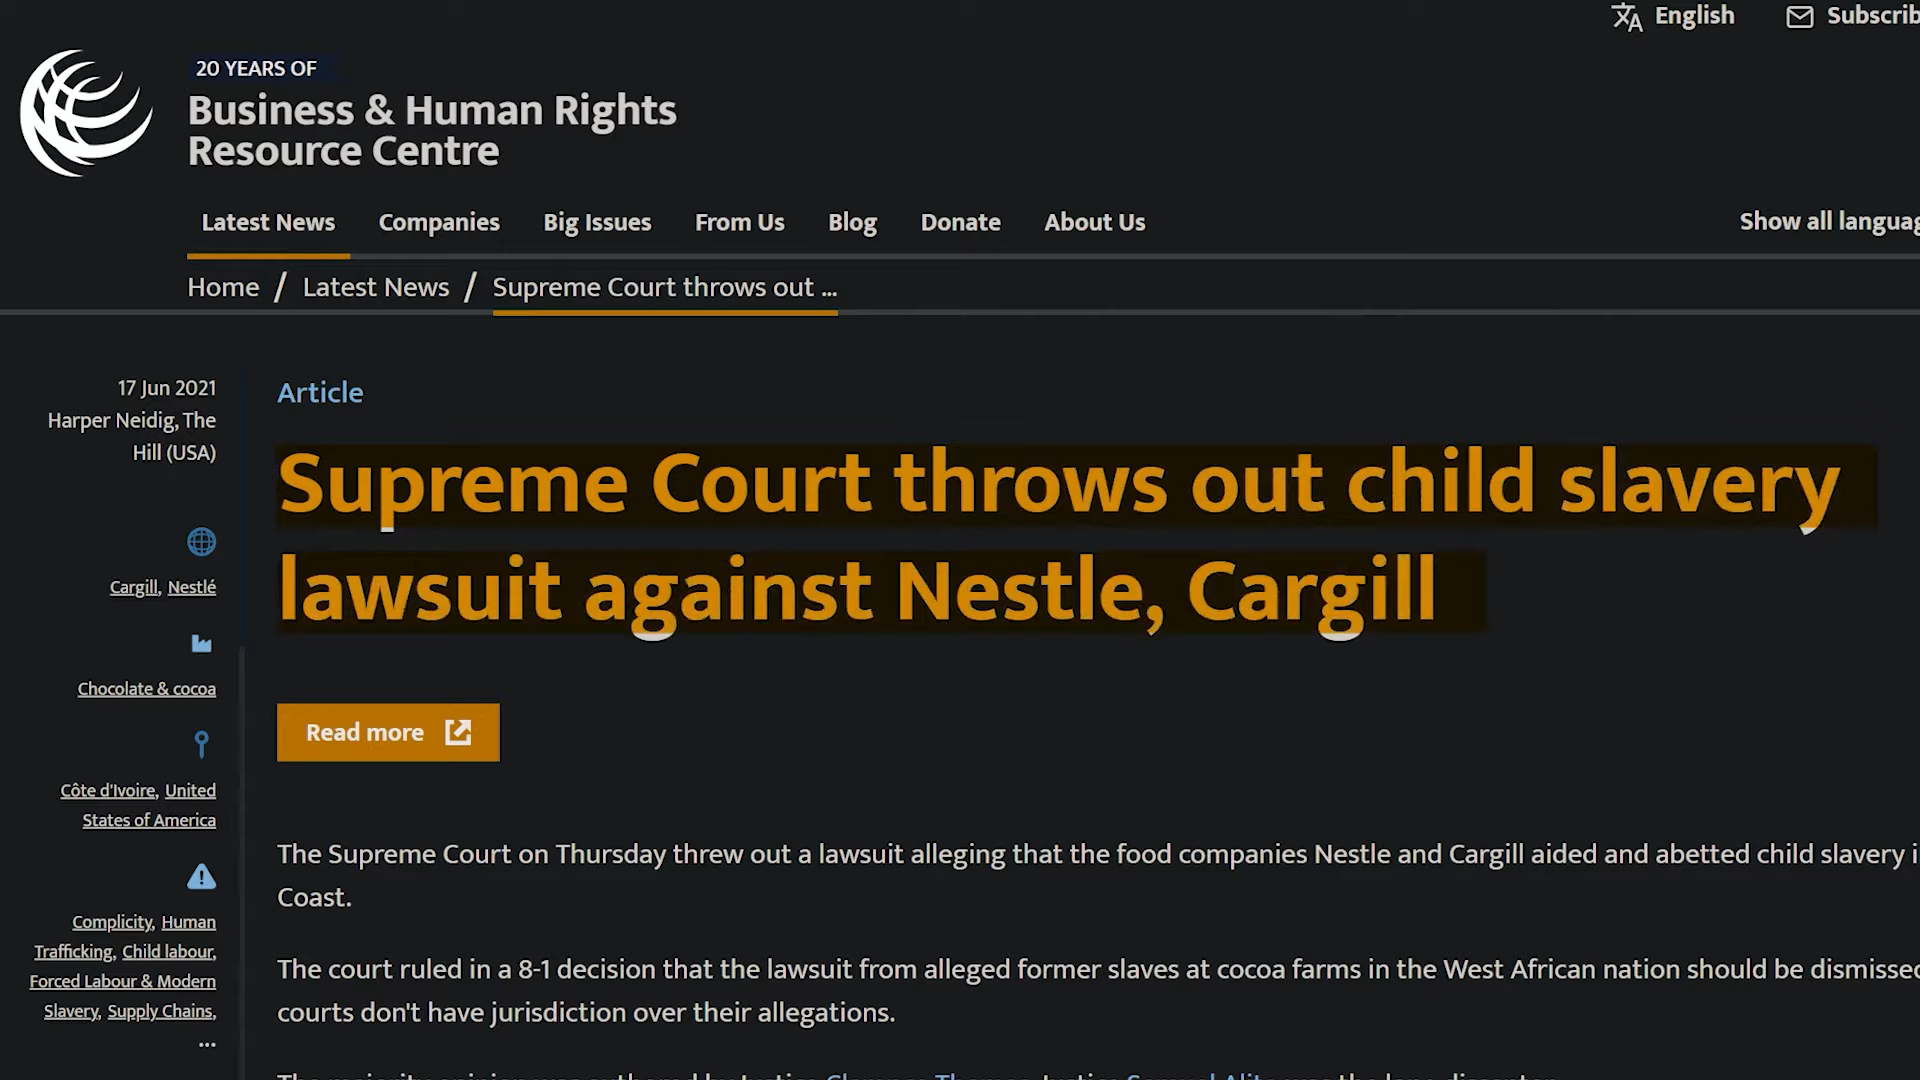 English
Subscrib
20 YEARS OF
Business & Human Rights
Resource Centre
Latest News
Companies
Big Issues
From Us
Blog
Donate
About Us
Show all languag
Home / Latest News / Supreme Court throws out ...
17 Jun 2021
Harper Neidig, The
Hill (USA)
Cargill, Nestlé
Chocolate & cocoa
Côte d'Ivoire, United
States of America
Complicity, Human
Trafficking, Child labour,
Forced Labour & Modern
Slavery, Supply Chains,
...
Article
Supreme Court throws out child slavery
lawsuit against Nestle, Cargill
Read more
The Supreme Court on Thursday threw out a lawsuit alleging that the food companies Nestle and Cargill aided and abetted child slavery i
Coast.
The court ruled in a 8-1 decision that the lawsuit from alleged former slaves at cocoa farms in the West African nation should be dismissed
courts don't have jurisdiction over their allegations.